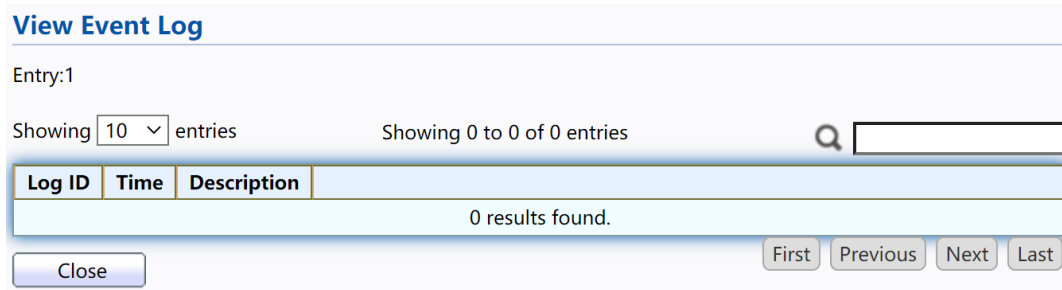 View Event Log
Entry:1
Showing 10 entries Showing 0 to 0 of 0 entries
Log ID Time Description
0 results found.
First Previous Next Last
Close